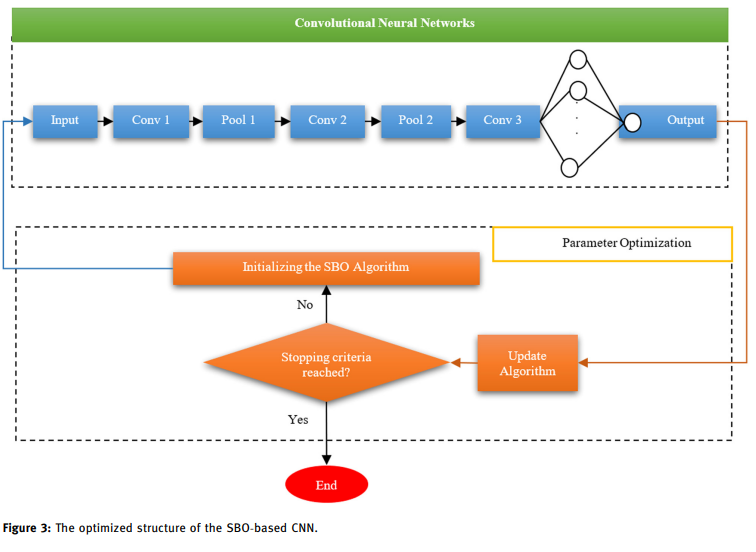 Convolutional Neural Networks
Input
Conv 1
Pool 1
Conv 2
Pool 2
Conv 3
Output
Parameter Optimization
Initializing the SBO Algorithm
No
Stopping criteria
reached?
Update
Algorithm
Yes
End
Figure 3: The optimized structure of the SBO-based CNN.